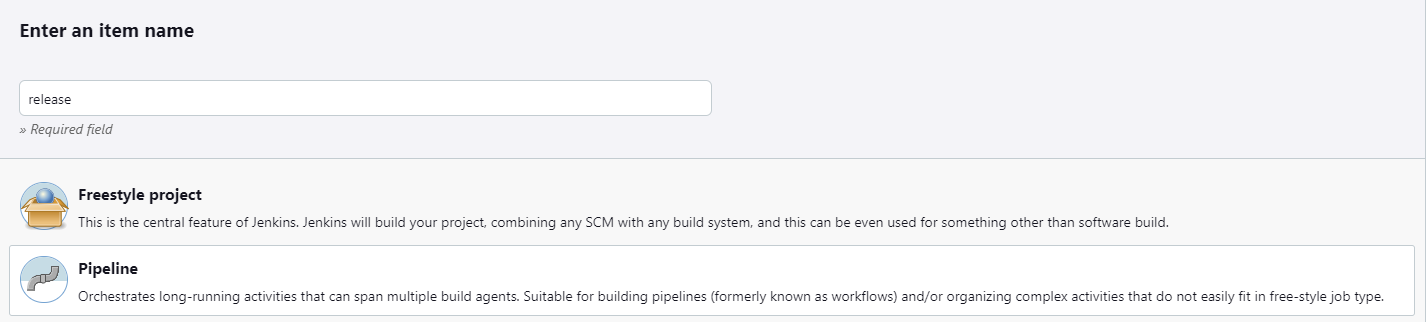 Enter an item name
release
» Required field
Freestyle project
This is the central feature of Jenkins. Jenkins will build your project, combining any SCM with any build system, and this can be even used for something other than software build.
Pipeline
Orchestrates long-running activities that can span multiple build agents. Suitable for building pipelines (formerly known as workflows) and/or organizing complex activities that do not easily fit in free-style job type.